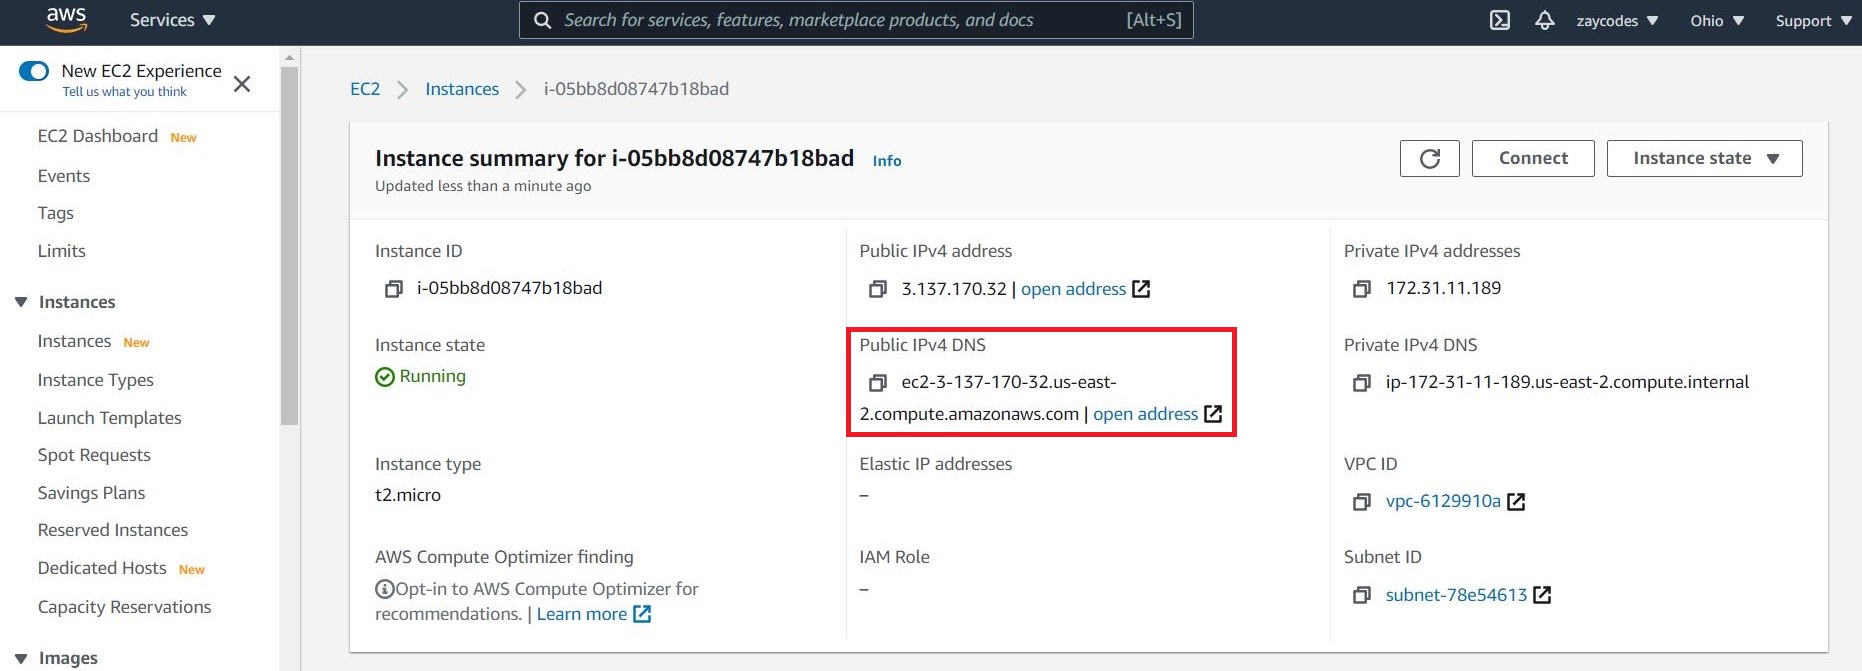 aws
Services ▼
Search for services, features, marketplace products, and docs
[Alt+S]
zaycodes ▼
Ohio ▼
Support ▼
New EC2 Experience
Tell us what you think
EC2 Dashboard New
Events
Tags
Limits
▼ Instances
Instances New
Instance Types
Launch Templates
Spot Requests
Savings Plans
Reserved Instances
Dedicated Hosts New
Capacity Reservations
▼ Images
EC2 > Instances > i-05bb8d08747b18bad
Instance summary for i-05bb8d08747b18bad Info
Updated less than a minute ago
Connect
Instance state ▼
Instance ID
i-05bb8d08747b18bad
Public IPv4 address
3.137.170.32 | open address
Private IPv4 addresses
172.31.11.189
Instance state
Running
Public IPv4 DNS
ec2-3-137-170-32.us-east-
2.compute.amazonaws.com | open address
Private IPv4 DNS
ip-172-31-11-189.us-east-2.compute.internal
Instance type
t2.micro
Elastic IP addresses
–
VPC ID
vpc-6129910a
AWS Compute Optimizer finding
Opt-in to AWS Compute Optimizer for
recommendations. | Learn more
IAM Role
–
Subnet ID
subnet-78e54613